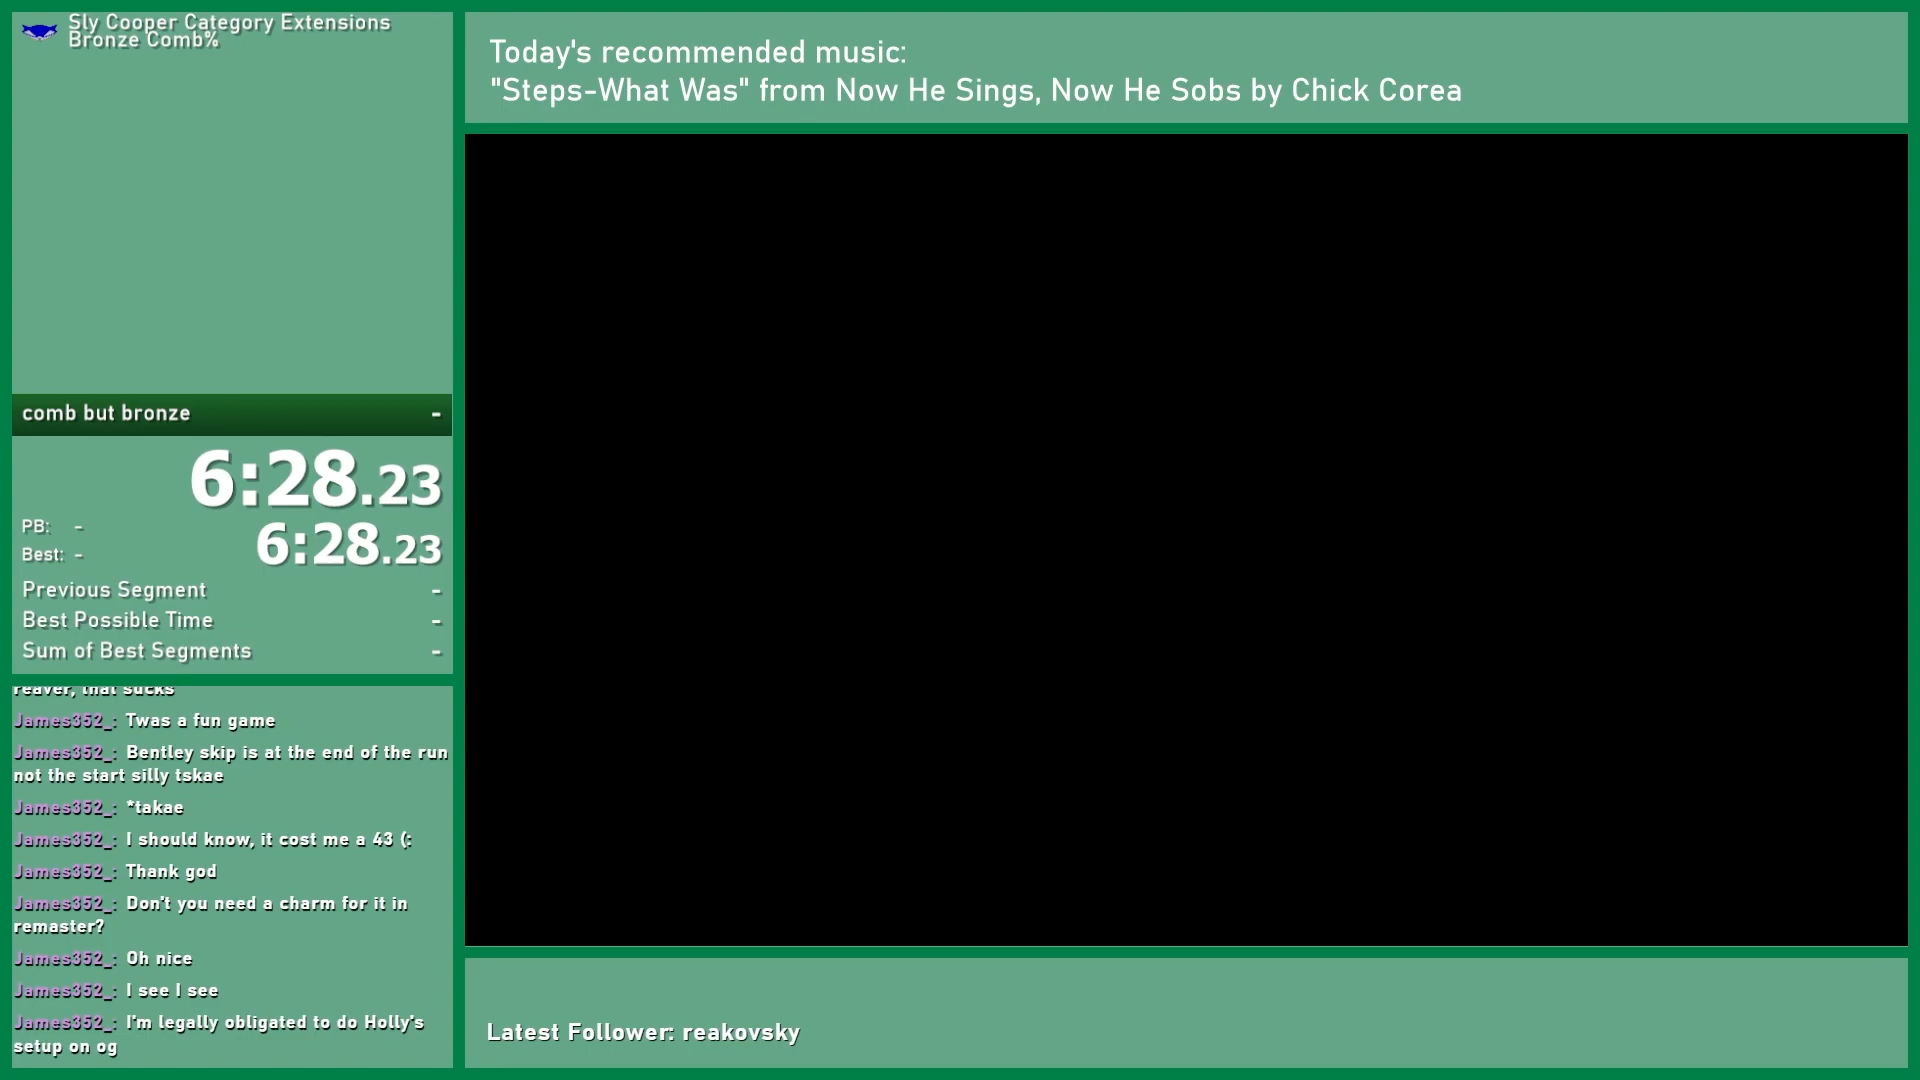 Sly Cooper Category Extensions
Bronze Comb%
comb but bronze -
6:28.23
PB: -
6:28.23
Best: -
Previous Segment -
Best Possible Time -
Sum of Best Segments -
reaver, that sucks
James352_: Twas a fun game
James352_: Bentley skip is at the end of the run
not the start silly tskae
James352_: *takae
James352_: I should know, it cost me a 43 (:
James352_: Thank god
James352_: Don't you need a charm for it in
remaster?
James352_: Oh nice
James352_: I see I see
James352_: I'm legally obligated to do Holly's
setup on og
Today's recommended music:
"Steps-What Was" from Now He Sings, Now He Sobs by Chick Corea
Latest Follower: reakovsky